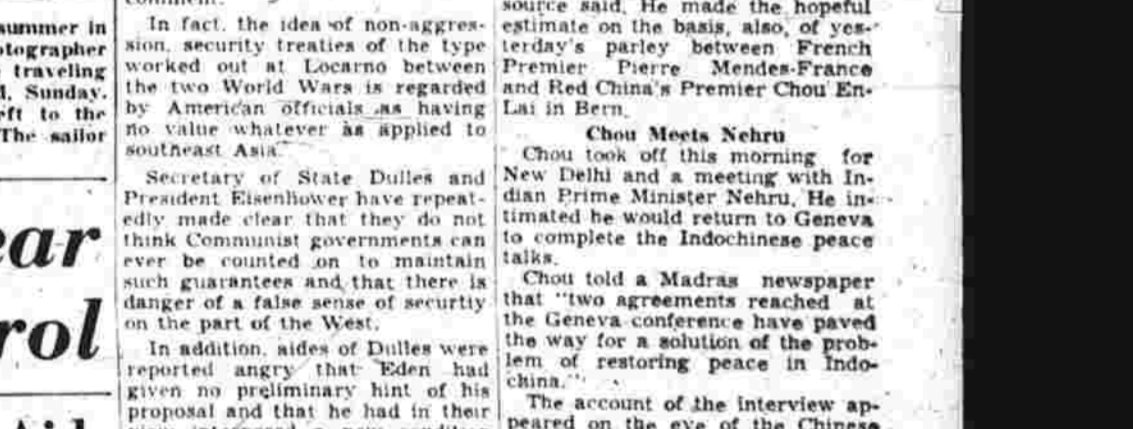 summer in
otographer
traveling
Sunday.
eft to the
The sailor
ear
rol
comment.
In fact, the idea of non-aggres-
sion, security treaties of the type
worked out at Locarno between
the two World Wars is regarded
by American officials as having
no value whatever as applied to
southeast Asia.
Secretary of State Dulles and
President Eisenhower have repeat-
edly made clear that they do not
think Communist governments can
ever be counted on to maintain
such guarantees and that there is
danger of a false sense of securtiy
on the part of the West.
In addition, aides of Dulles were
reported angry that Eden had
given no preliminary hint of his
proposal and that he had in their
source said. He made the hopeful
estimate on the basis, also, of yes-
terday's parley between French
Premier Pierre Mendes-France
and Red China's Premier Chou En-
Lai in Bern.
Chou Meets Nehru
Chou took off this morning for
New Delhi and a meeting with In-
dian Prime Minister Nehru. He in-
timated he would return to Geneva
to complete the Indochinese peace
talks.
Chou told a Madras newspaper
that "two agreements reached at
the Geneva conference have paved
the way for a solution of the prob-
lem of restoring peace in Indo-
china."
The account of the interview ap-
peared on the eve of the Chinese